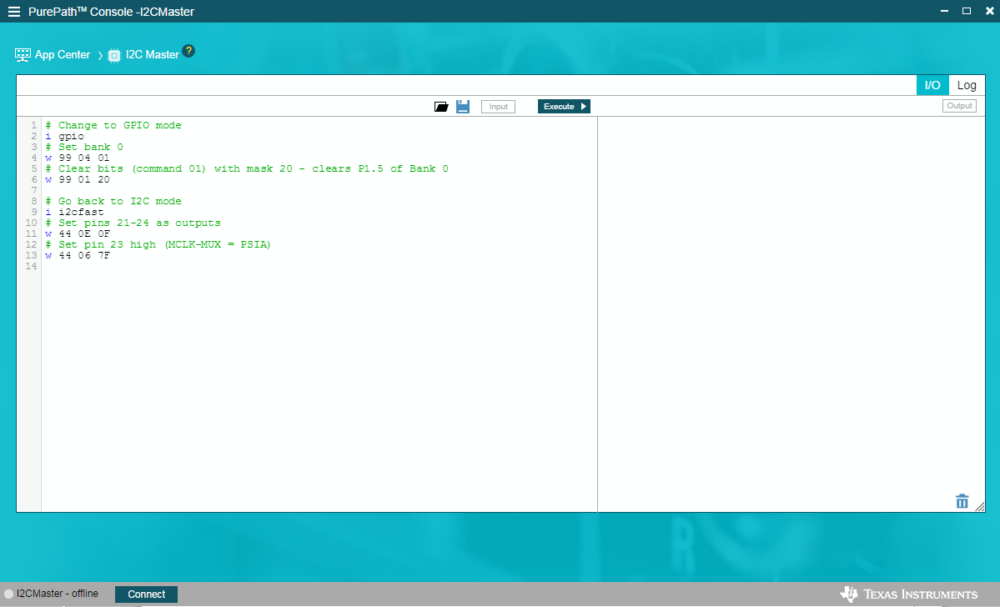 PurePath™ Console -I2CMaster
App Center > I2C Master ?
I/O Log
Input Execute Output
1 # Change to GPIO mode
2 i gpio
3 # Set bank 0
4 w 99 04 01
5 # Clear bits (command 01) with mask 20 - clears P1.5 of Bank 0
6 w 99 01 20
7
8 # Go back to I2C mode
9 i i2cfast
10 # Set pins 21-24 as outputs
11 w 44 0E 0F
12 # Set pin 23 high (MCLK-MUX = PSIA)
13 w 44 06 7F
14
R
I2CMaster - offline Connect TEXAS INSTRUMENTS